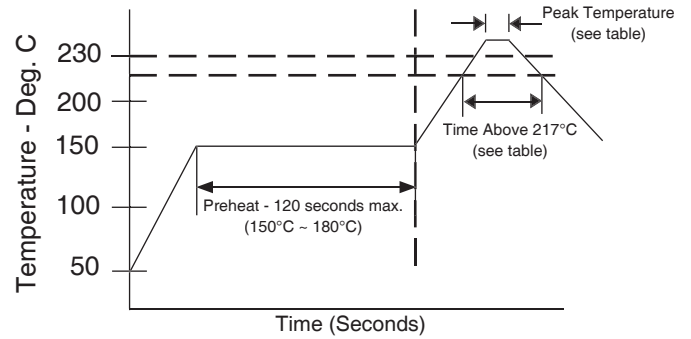 Peak Temperature
(see table)
230
200
Time Above 217°C
(see table)
150
Preheat - 120 seconds max.
(150°C ~ 180°C)
100
50
Temperature - Deg. C
Time (Seconds)